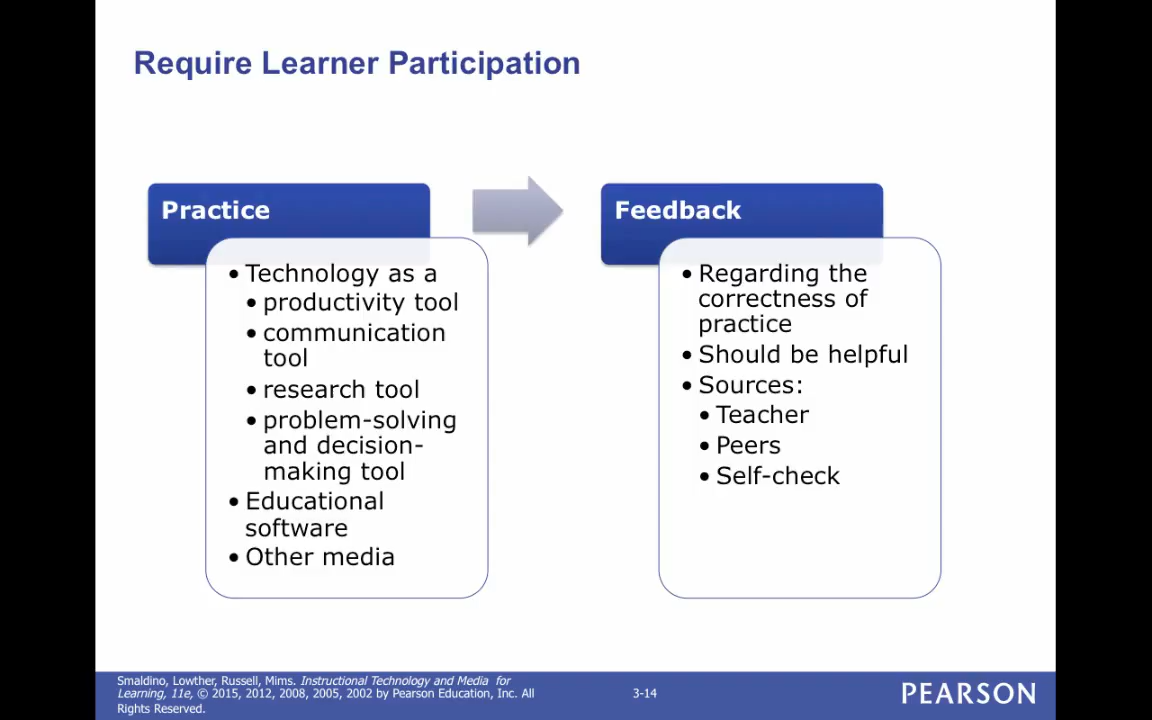 Require Learner Participation
Practice
• Technology as a
• productivity tool
• communication
tool
• research tool
• problem-solving
and decision-
making tool
• Educational
software
• Other media
Feedback
• Regarding the
correctness of
practice
• Should be helpful
• Sources:
• Teacher
• Peers
• Self-check
Smaldino, Lowther, Russell, Mims. Instructional Technology and Media for
Learning, 11e, © 2015, 2012, 2008, 2005, 2002 by Pearson Education, Inc. All
Rights Reserved.
3-14
PEARSON